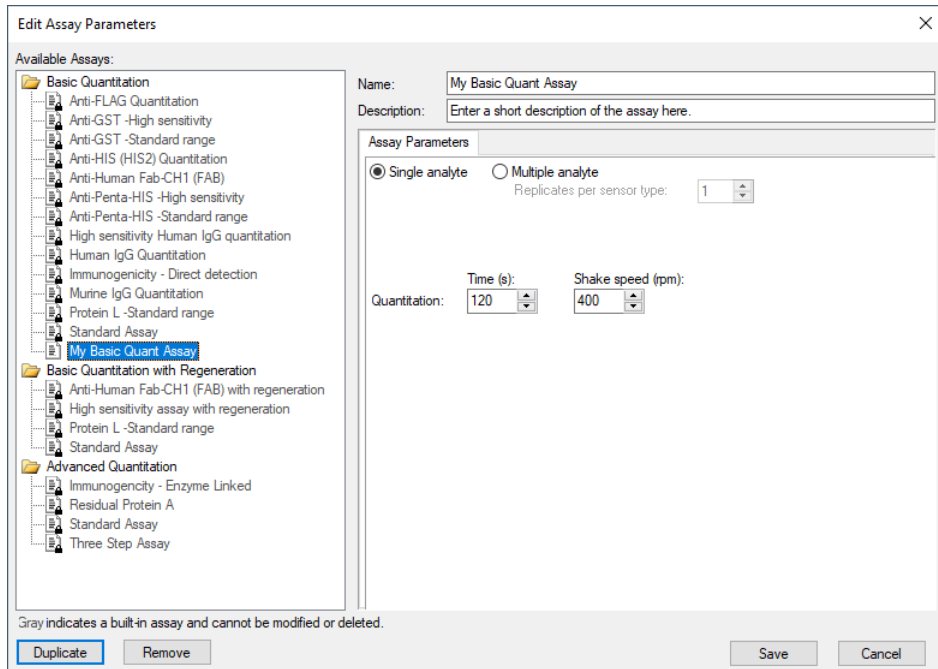 Edit Assay Parameters
Available Assays:
Basic Quantitation
Anti-FLAG Quantitation
Anti-GST -High sensitivity
Anti-GST -Standard range
Anti-HIS (HIS2) Quantitation
Anti-Human Fab-CH1 (FAB)
Anti-Penta-HIS -High sensitivity
Anti-Penta-HIS -Standard range
High sensitivity Human IgG quantitation
Human IgG Quantitation
Immunogenicity - Direct detection
Murine IgG Quantitation
Protein L -Standard range
Standard Assay
My Basic Quant Assay
Basic Quantitation with Regeneration
Anti-Human Fab-CH1 (FAB) with regeneration
High sensitivity assay with regeneration
Protein L -Standard range
Standard Assay
Advanced Quantitation
Immunogencity - Enzyme Linked
Residual Protein A
Standard Assay
Three Step Assay
Name: My Basic Quant Assay
Description: Enter a short description of the assay here.
Assay Parameters
Single analyte Multiple analyte
Replicates per sensor type: 1
Time (s): Shake speed (rpm):
Quantitation: 120 400
Gray indicates a built-in assay and cannot be modified or deleted.
Duplicate Remove Save Cancel